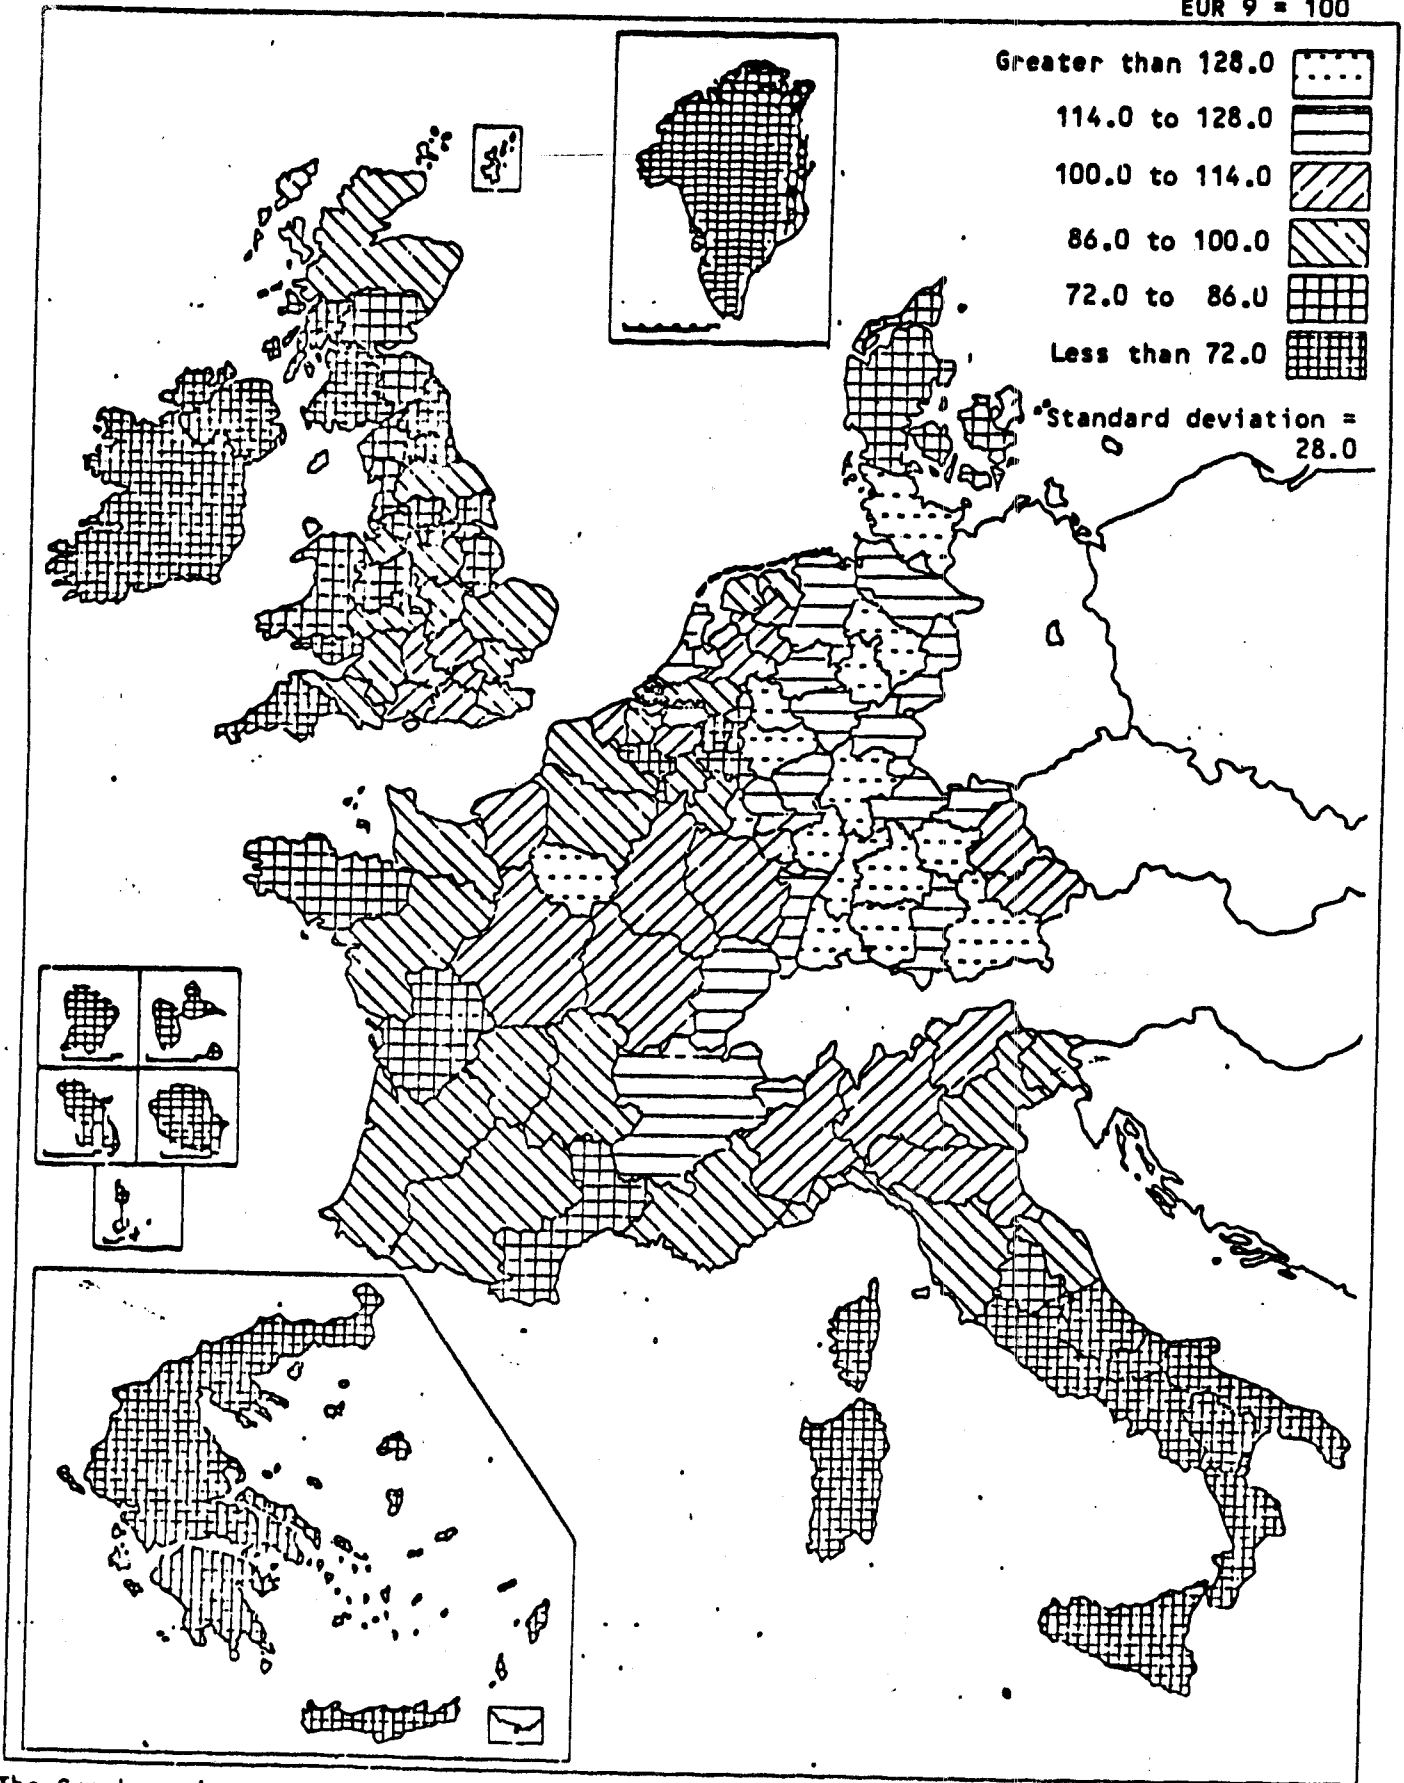 EUR 9 = 100
Greater than 128.0
114.0 to 128.0
100.0 to 114.0
86.0 to 100.0
72.0 to 86.0
Less than 72.0
Standard deviation =
28.0
The